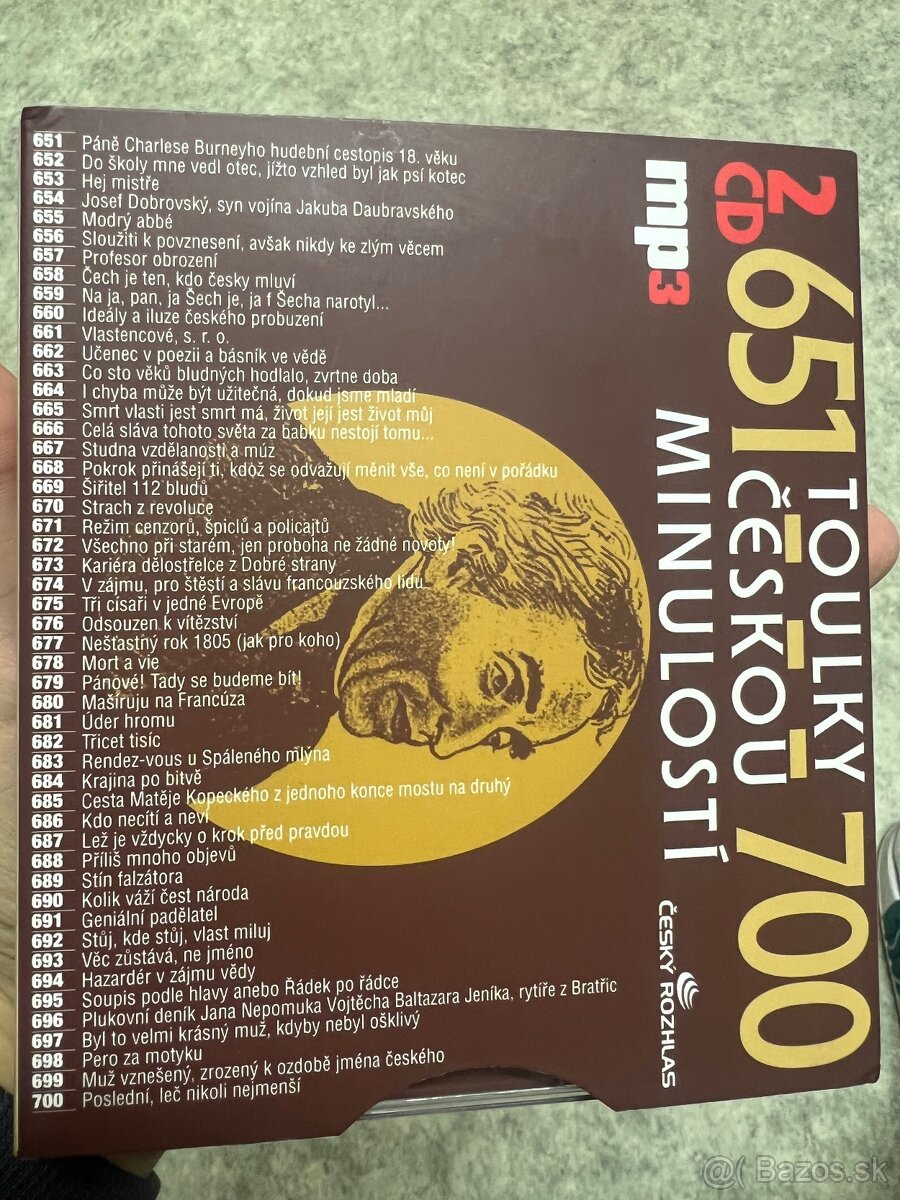 651 Páně Charlese Burneyho hudební cestopis 18. věku
652 Do školy mne vedl otec, jížto vzhled byl jak psí kotec
653 Hej mistře
654 Josef Dobrovský, syn vojína Jakuba Daubravského
655 Modrý abbé
656 Sloužiti k povznesení, avšak nikdy ke zlým věcem
657 Profesor obrození
658 Čech je ten, kdo česky mluví
659 Na ja, pan, ja Šech je, ja f Šecha narotyl...
660 Ideály a iluze českého probuzení
661 Vlastencové, s. r. o.
662 Učenec v poezii a básník ve vědě
663 Co sto věků bludných hodlalo, zvrtne doba
664 I chyba může být užitečná, dokud jsme mladí
665 Smrt vlasti jest smrt má, život její jest život můj
666 Celá sláva tohoto světa za babku nestojí tomu...
667 Studna vzdělanosti a múz
668 Pokrok přinášejí ti, kdož se odvažují měnit vše, co není v pořádku
669 Šiřitel 112 bludů
670 Strach z revoluce
671 Režim cenzorů, špiclů a policajtů
672 Všechno při starém, jen proboha ne žádné novoty!
673 Kariéra dělostřelce z Dobré strany
674 V zájmu, pro štěstí a slávu francouzského lidu
675 Tři císaři v jedné Evropě
676 Odsouzen k vítězství
677 Nešťastný rok 1805 (jak pro koho)
678 Mort a vie
679 Pánové! Tady se budeme bít!
680 Mašíruju na Francúza
681 Úder hromu
682 Třicet tisíc
683 Rendez-vous u Spáleného mlýna
684 Krajina po bitvě
685 Cesta Matěje Kopeckého z jednoho konce mostu na druhý
686 Kdo necítí a neví
687 Lež je vždycky o krok před pravdou
688 Příliš mnoho objevů
689 Stín falzátora
690 Kolik váží čest národa
691 Geniální padělatel
692 Stůj, kde stůj, vlast miluj
693 Věc zůstává, ne jméno
694 Hazardér v zájmu vědy
695 Soupis podle hlavy anebo Řádek po řádce
696 Plukovní deník Jana Nepomuka Vojtěcha Baltazara Jeníka, rytíře z Bratřic
697 Byl to velmi krásný muž, kdyby nebyl ošklivý
698 Pero za motyku
699 Muž vznešený, zrozený k ozdobě jména českého
700 Poslední, leč nikoli nejmenší
2
CD
mp3
TOULKY
ČESKOU
MINULOSTÍ
651 – 700
ČESKÝ ROZHLAS
@( Bazos.sk